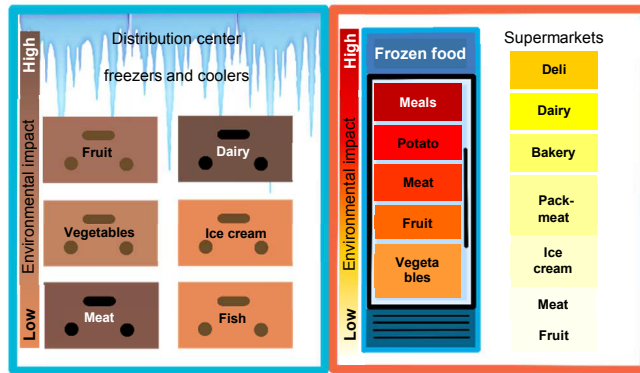 High
Environmental impact
Low
Distribution center
freezers and coolers
Fruit
Dairy
Vegetables
Ice cream
Meat
Fish
High
Environmental impact
Low
Frozen food
Meals
Potato
Meat
Fruit
Vegeta
bles
Supermarkets
Deli
Dairy
Bakery
Pack-
meat
Ice
cream
Meat
Fruit